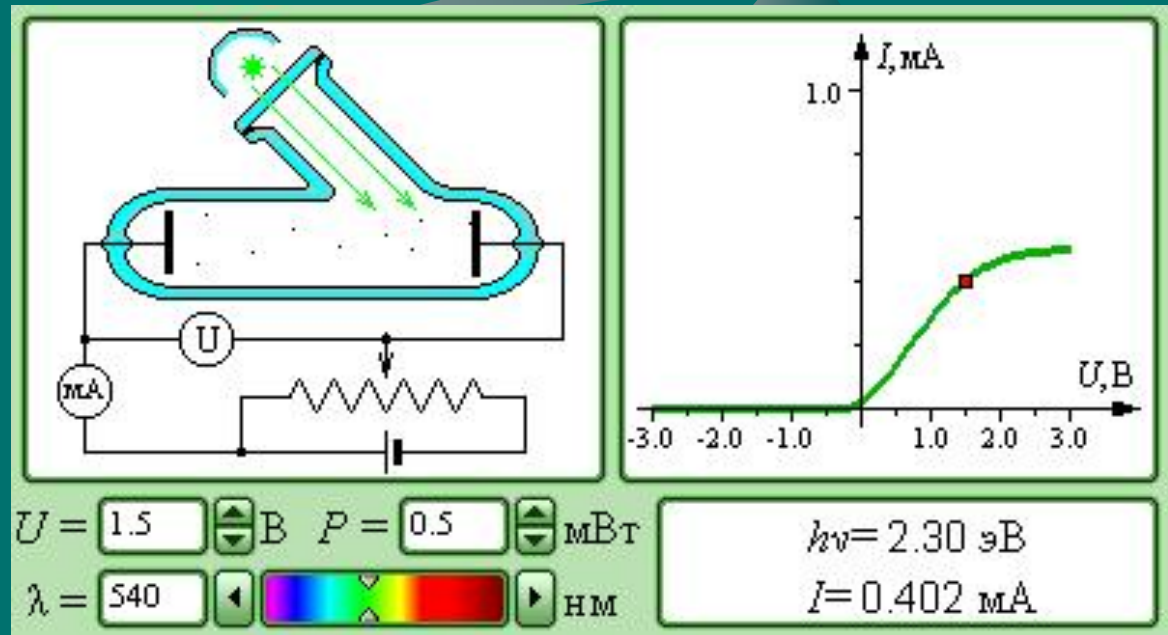 I,мА
1.0
U,В
-3.0 -2.0 -1.0 1.0 2.0 3.0
U
мА
U = 1.5 В P = 0.5 мВт
λ = 540 нм
hν= 2.30 эВ
I= 0.402 мА